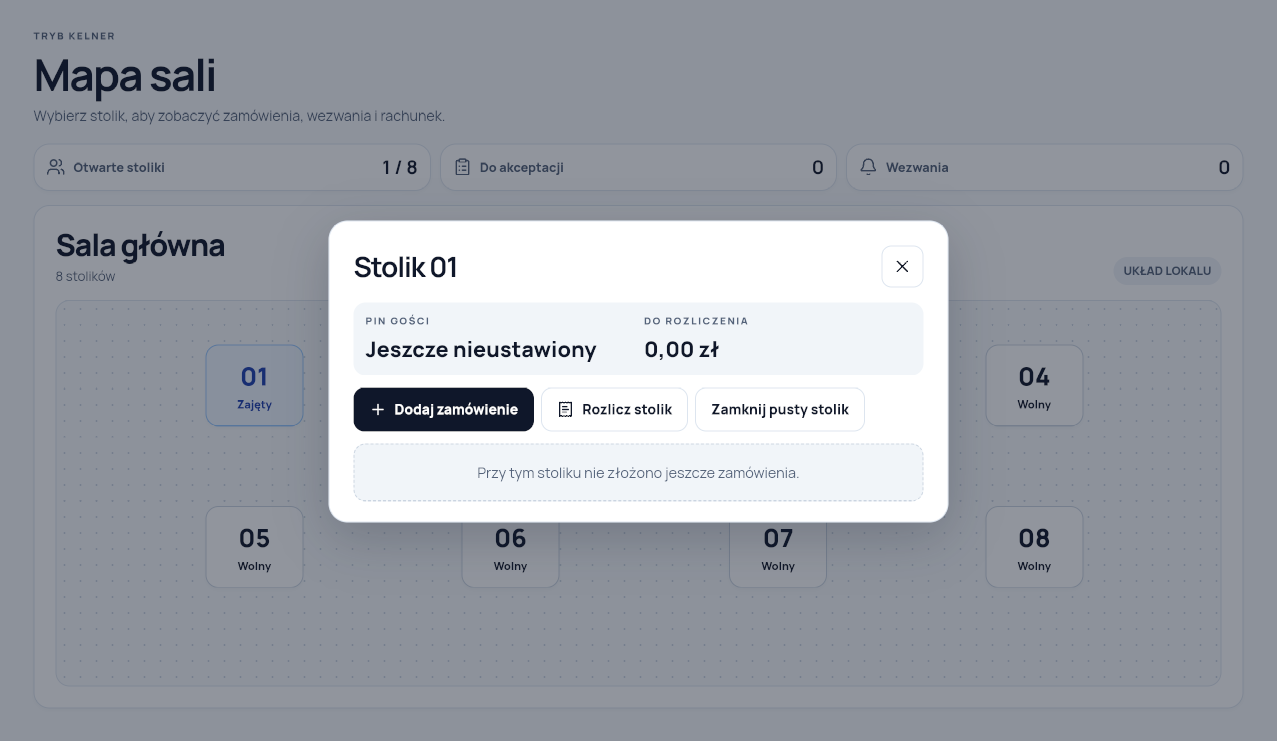 TRYB KELNER
Mapa sali
Wybierz stolik, aby zobaczyć zamówienia, wezwania i rachunek.
Otwarte stoliki 1 / 8
Do akceptacji 0
Wezwania 0
Sala główna
8 stolików
UKŁAD LOKALU
Stolik 01
PIN GOŚCI
Jeszcze nieustawiony
DO ROZLICZENIA
0,00 zł
Dodaj zamówienie
Rozlicz stolik
Zamknij pusty stolik
Przy tym stoliku nie złożono jeszcze zamówienia.
01
Zajęty
04
Wolny
05
Wolny
06
Wolny
07
Wolny
08
Wolny